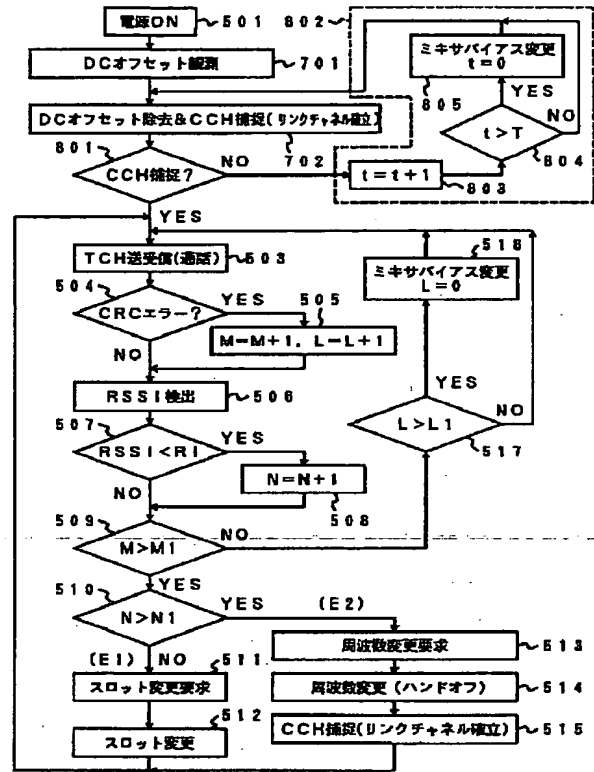 電源ON 501 802
DCオフセット観測 701
ミキサバイアス変更
t=0
805 YES NO
DCオフセット除去&CCH捕捉(リンクチャネル確立)
801 702
t>T 804
CCH捕捉? NO
t=t+1 803
YES
TCH送受信(通話) 503
516
ミキサバイアス変更
L=0
504
CRCエラー? YES 505
M=M+1, L=L+1
NO
RSSI検出 506
YES
507
RSSI<R1 YES
L>L1 NO
517
N=N+1
NO 508
509
M>M1 NO
510 YES
N>N1 YES (E2)
周波数変更要求 513
(E1) NO 511
スロット変更要求
周波数変更(ハンドオフ) 514
512
スロット変更
CCH捕捉(リンクチャネル確立) 515